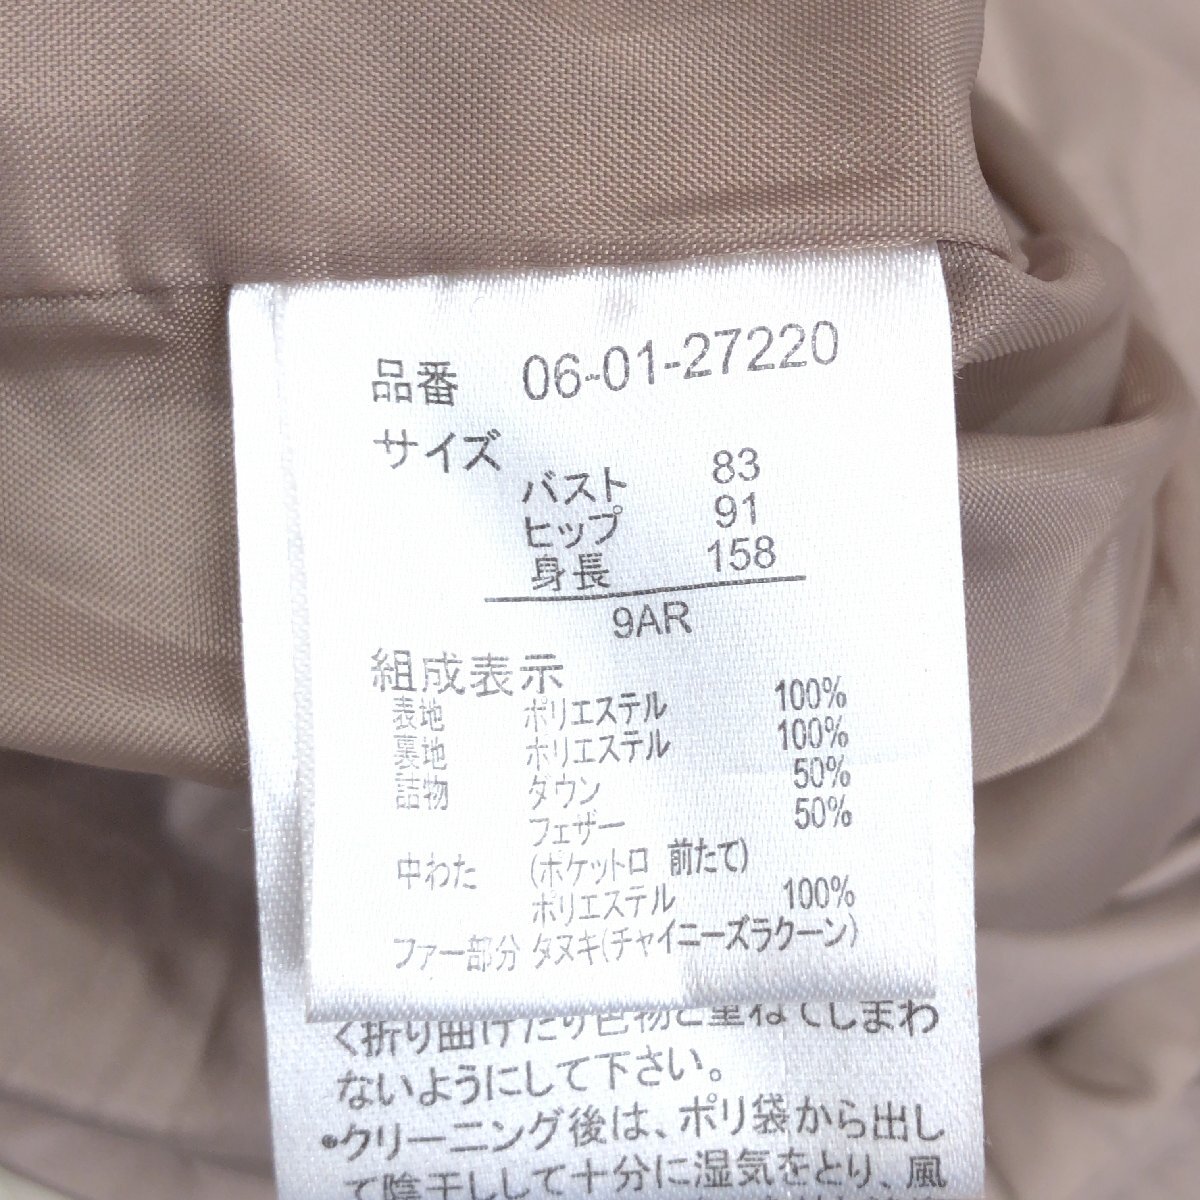 品番 06-01-27220
サイズ
バスト 83
ヒップ 91
身長 158
9AR
組成表示
表地 ポリエステル 100%
裏地 ポリエステル 100%
詰物 ダウン 50%
フェザー 50%
中わた (ポケット口 前たて)
ポリエステル 100%
ファー部分 タヌキ(チャイニーズラクーン)
く折り曲げたり色物と重ねてしまわ
ないようにして下さい。
●クリーニング後は、ポリ袋から出し
て陰干しして十分に湿気をとり、風